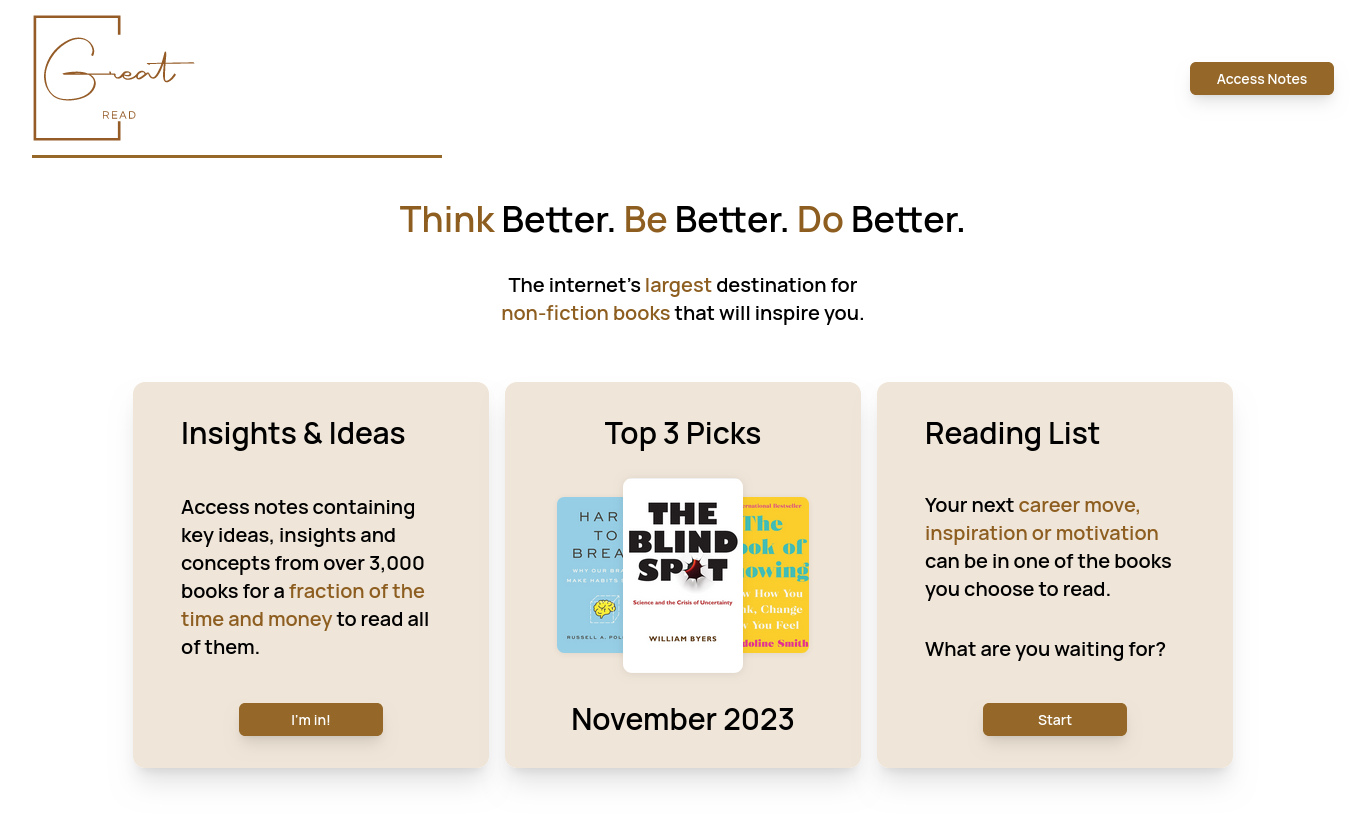 Great
READ
Access Notes
Think Better. Be Better. Do Better.
The internet's largest destination for
non-fiction books that will inspire you.
Insights & Ideas
Access notes containing
key ideas, insights and
concepts from over 3,000
books for a fraction of the
time and money to read all
of them.
I'm in!
Top 3 Picks
HAR
TO
BREA
WHY OUR BRA
MAKE HABITS
RUSSELL A. POL
THE
BLIND
SPOT
Science and the Crisis of Uncertainty
WILLIAM BYERS
ernational Bestseller
The
ook of
owing
w How You
nk, Change
w You Feel
doline Smith
November 2023
Reading List
Your next career move,
inspiration or motivation
can be in one of the books
you choose to read.
What are you waiting for?
Start